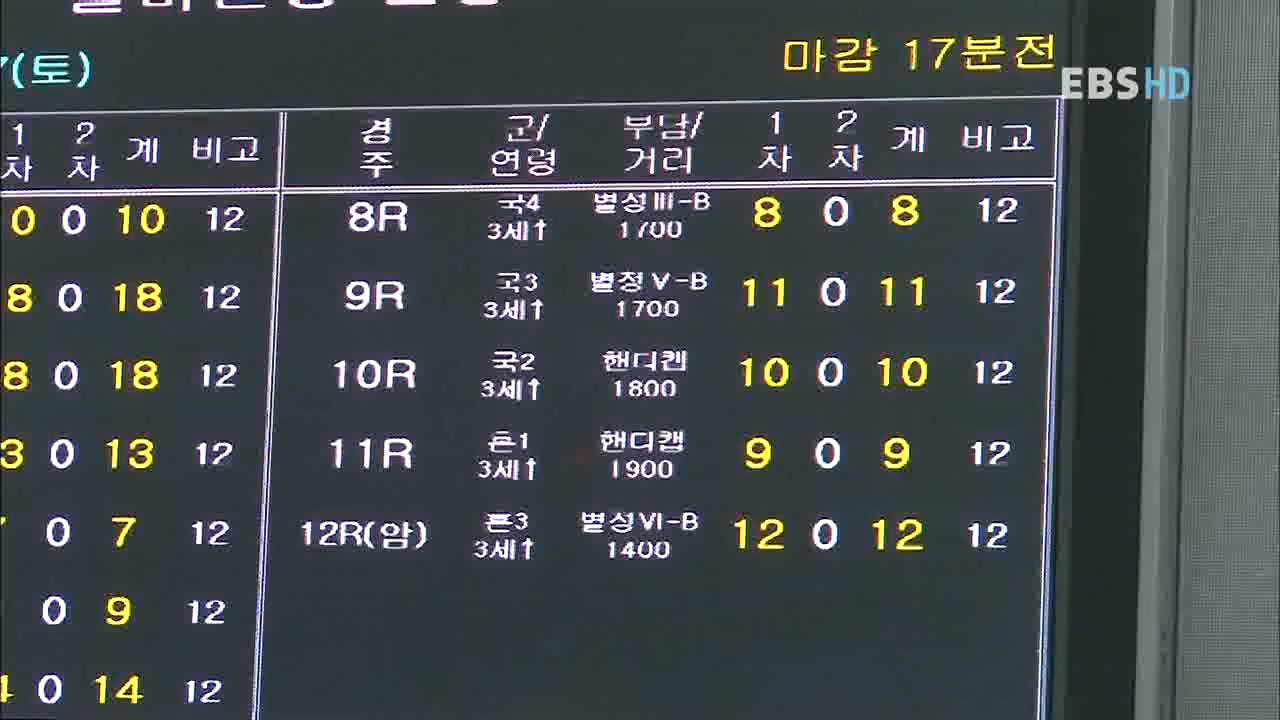 (토)
마감 17분전
EBS HD
1차 2차 계 비고 경주 군/연령 부담/거리 1차 2차 계 비고
0 0 10 12 8R 국4 3세↑ 별성III-B 1700 8 0 8 12
8 0 18 12 9R 국3 3세↑ 별정V-B 1700 11 0 11 12
8 0 18 12 10R 국2 3세↑ 핸디캡 1800 10 0 10 12
3 0 13 12 11R 혼1 3세↑ 핸디캡 1900 9 0 9 12
0 7 12 12R(암) 혼3 3세↑ 별성VI-B 1400 12 0 12 12
0 9 12
4 0 14 12